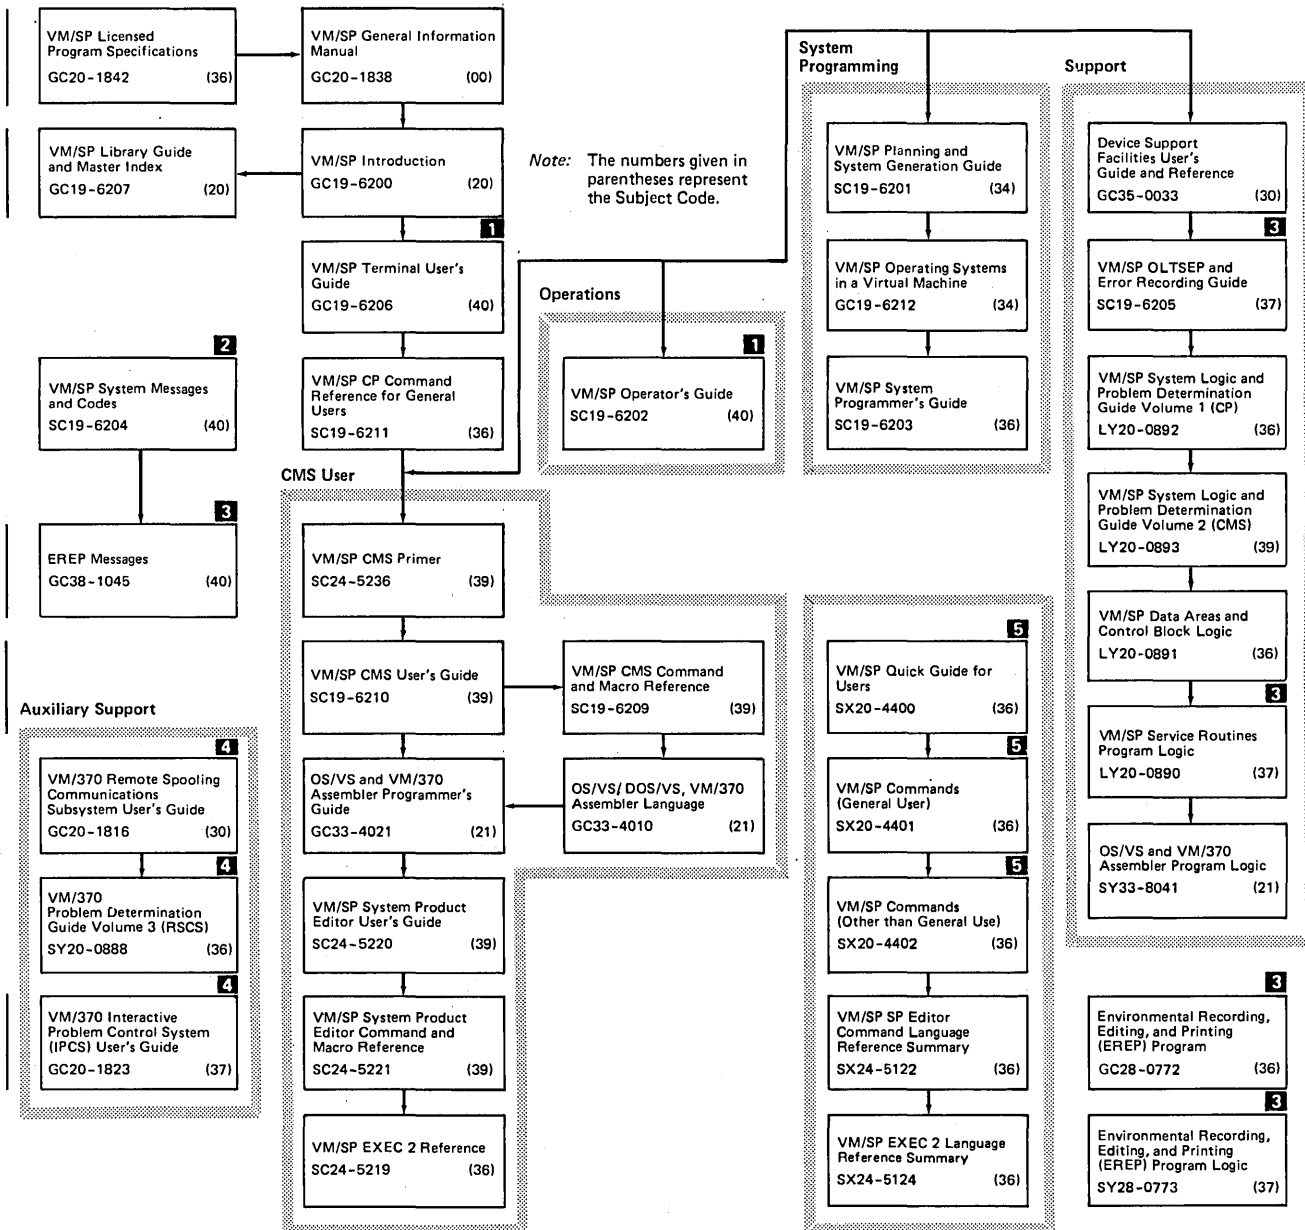 VM/SP Licensed
Program Specifications
GC20-1842 (36)
VM/SP General Information
Manual
GC20-1838 (00)
VM/SP Library Guide
and Master Index
GC19-6207 (20)
VM/SP Introduction
GC19-6200 (20)
Note: The numbers given in
parentheses represent
the Subject Code.
1
VM/SP Terminal User's
Guide
GC19-6206 (40)
2
VM/SP System Messages
and Codes
SC19-6204 (40)
VM/SP CP Command
Reference for General
Users
SC19-6211 (36)
3
EREP Messages
GC38-1045 (40)
Operations
1
VM/SP Operator's Guide
SC19-6202 (40)
System
Programming
VM/SP Planning and
System Generation Guide
SC19-6201 (34)
VM/SP Operating Systems
in a Virtual Machine
GC19-6212 (34)
VM/SP System
Programmer's Guide
SC19-6203 (36)
Support
Device Support
Facilities User's
Guide and Reference
GC35-0033 (30)
3
VM/SP OLTSEP and
Error Recording Guide
SC19-6205 (37)
VM/SP System Logic and
Problem Determination
Guide Volume 1 (CP)
LY20-0892 (36)
VM/SP System Logic and
Problem Determination
Guide Volume 2 (CMS)
LY20-0893 (39)
VM/SP Data Areas and
Control Block Logic
LY20-0891 (36)
3
VM/SP Service Routines
Program Logic
LY20-0890 (37)
OS/VS and VM/370
Assembler Program Logic
SY33-8041 (21)
CMS User
VM/SP CMS Primer
SC24-5236 (39)
VM/SP CMS User's Guide
SC19-6210 (39)
VM/SP CMS Command
and Macro Reference
SC19-6209 (39)
OS/VS and VM/370
Assembler Programmer's
Guide
GC33-4021 (21)
OS/VS/ DOS/VS, VM/370
Assembler Language
GC33-4010 (21)
VM/SP System Product
Editor User's Guide
SC24-5220 (39)
VM/SP System Product
Editor Command and
Macro Reference
SC24-5221 (39)
VM/SP EXEC 2 Reference
SC24-5219 (36)
Auxiliary Support
4
VM/370 Remote Spooling
Communications
Subsystem User's Guide
GC20-1816 (30)
4
VM/370
Problem Determination
Guide Volume 3 (RSCS)
SY20-0888 (36)
4
VM/370 Interactive
Problem Control System
(IPCS) User's Guide
GC20-1823 (37)
5
VM/SP Quick Guide for
Users
SX20-4400 (36)
5
VM/SP Commands
(General User)
SX20-4401 (36)
5
VM/SP Commands
(Other than General Use)
SX20-4402 (36)
VM/SP SP Editor
Command Language
Reference Summary
SX24-5122 (36)
VM/SP EXEC 2 Language
Reference Summary
SX24-5124 (36)
3
Environmental Recording,
Editing, and Printing
(EREP) Program
GC28-0772 (36)
3
Environmental Recording,
Editing, and Printing
(EREP) Program Logic
SY28-0773 (37)